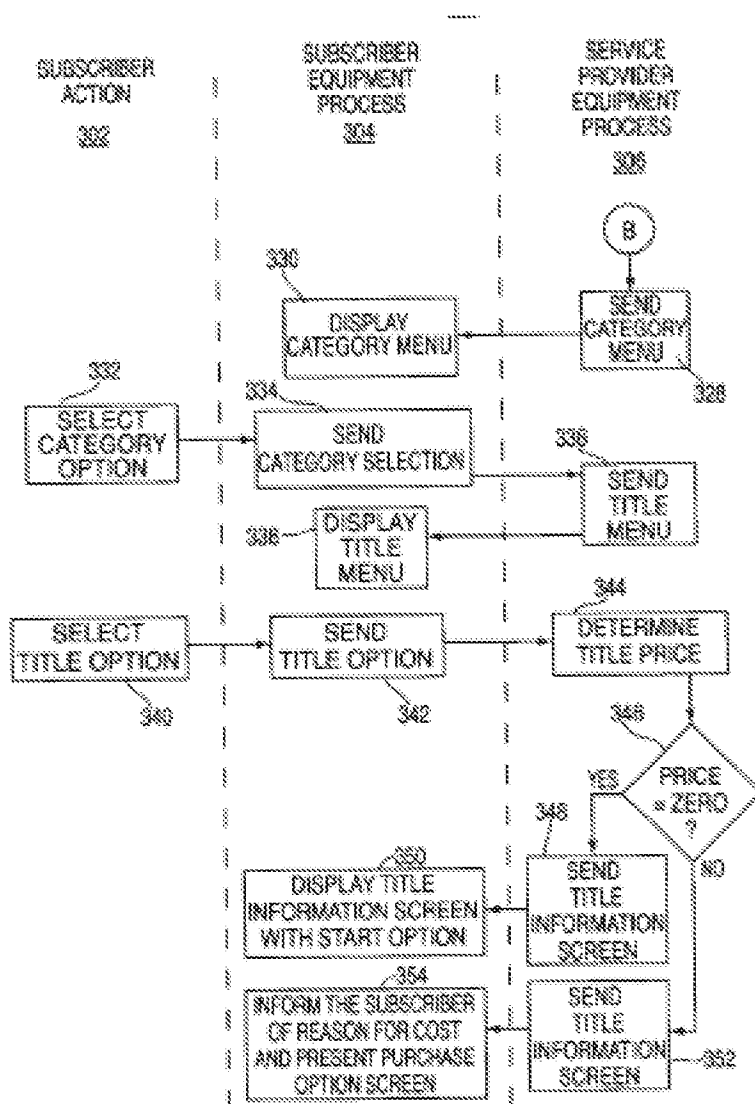 SUBSCRIBER
ACTION
302
SUBSCRIBER
EQUIPMENT
PROCESS
304
SERVICE
PROVIDER
EQUIPMENT
PROCESS
306
B
330
DISPLAY
CATEGORY MENU
SEND
CATEGORY
MENU
328
332
SELECT
CATEGORY
OPTION
334
SEND
CATEGORY SELECTION
336
SEND
TITLE
MENU
338
DISPLAY
TITLE
MENU
SELECT
TITLE OPTION
340
SEND
TITLE OPTION
342
344
DETERMINE
TITLE PRICE
346
PRICE
= ZERO
?
YES
NO
348
SEND
TITLE
INFORMATION
SCREEN
350
DISPLAY TITLE
INFORMATION SCREEN
WITH START OPTION
354
INFORM THE SUBSCRIBER
OF REASON FOR COST
AND PRESENT PURCHASE
OPTION SCREEN
SEND
TITLE
INFORMATION
SCREEN
352